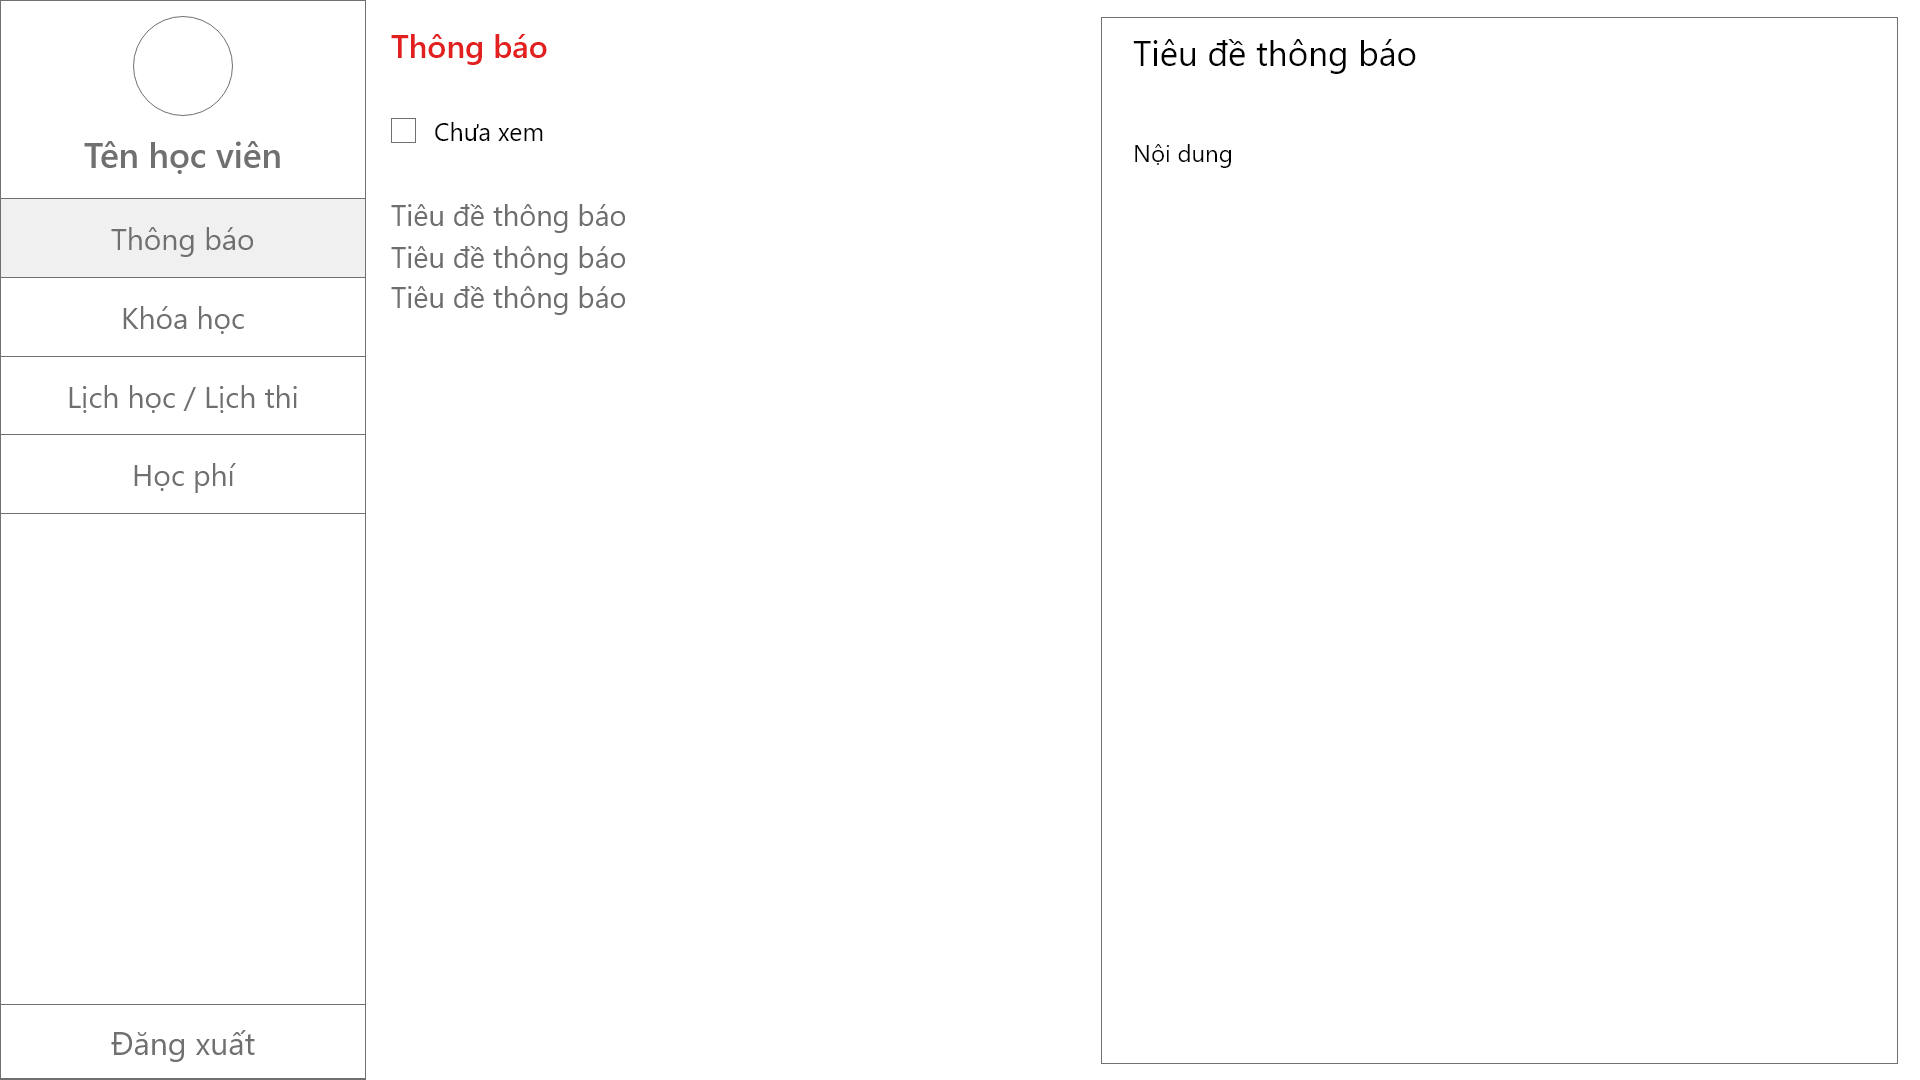 Tên học viên
Thông báo
Khóa học
Lịch học / Lịch thi
Học phí
Đăng xuất
Thông báo
Chưa xem
Tiêu đề thông báo
Tiêu đề thông báo
Tiêu đề thông báo
Tiêu đề thông báo
Nội dung